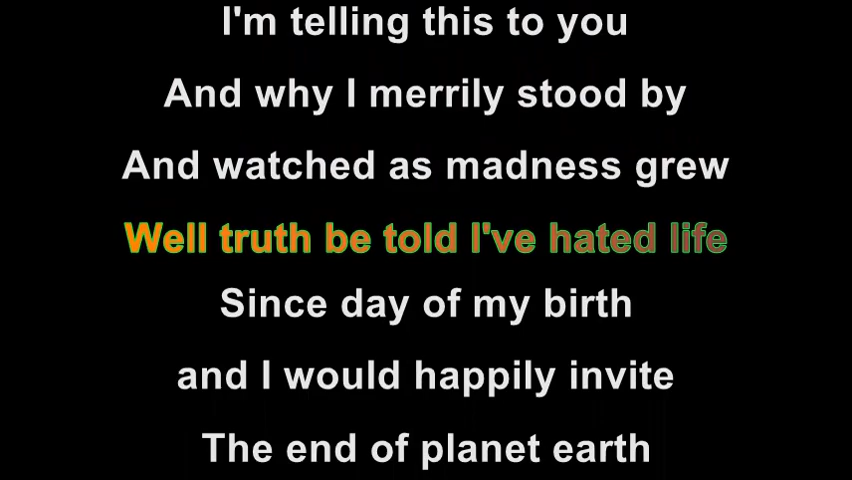 I'm telling this to you
And why I merrily stood by
And watched as madness grew
Well truth be told I've hated life
Since day of my birth
and I would happily invite
The end of planet earth